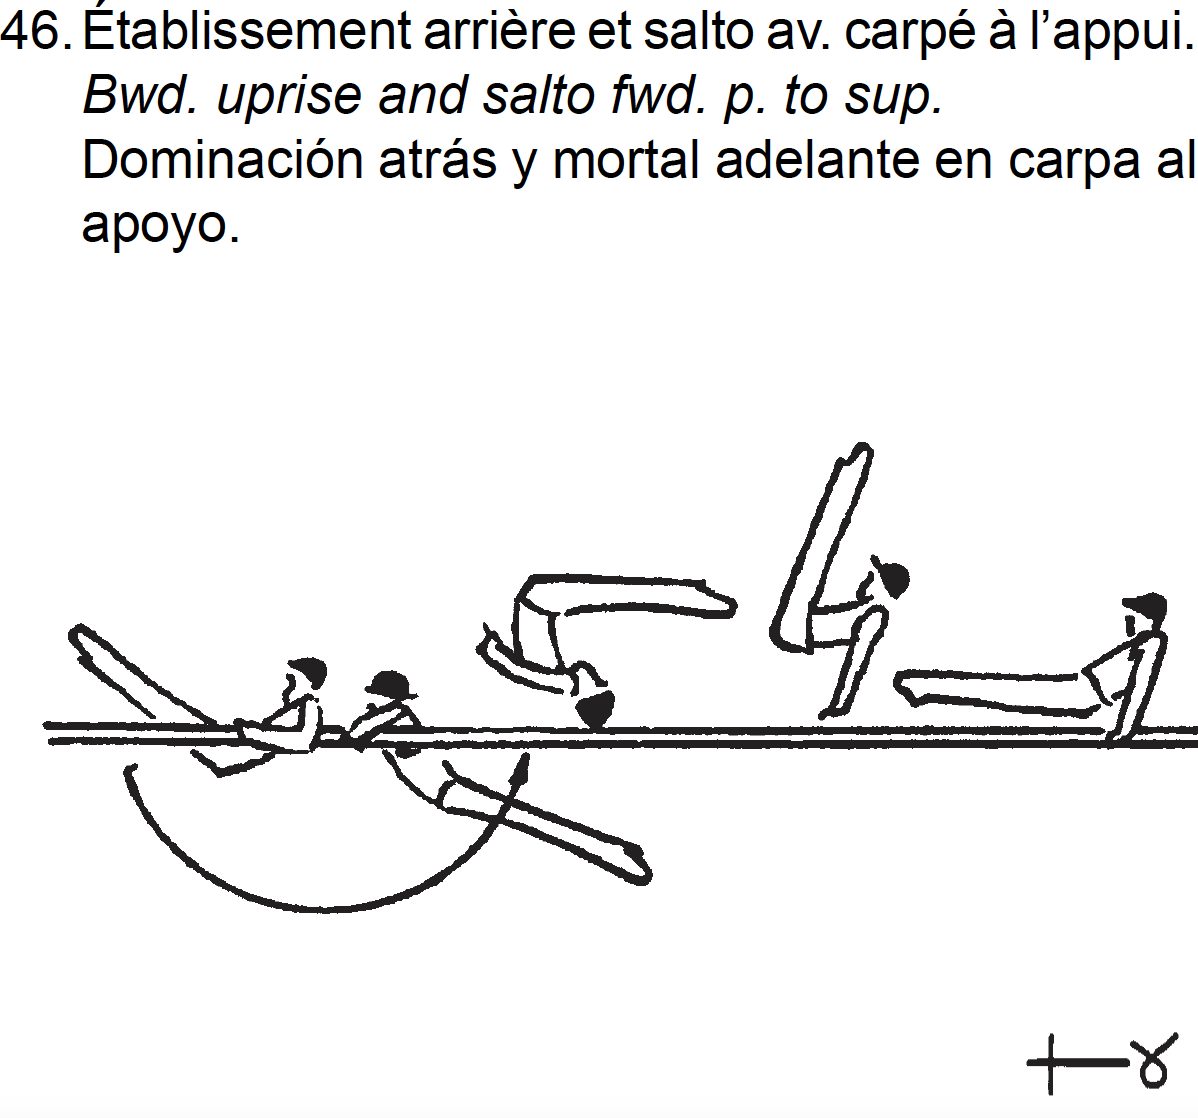 46. Établissement arrière et salto av. carpé à l’appui.
Bwd. uprise and salto fwd. p. to sup.
Dominación atrás y mortal adelante en carpa al
apoyo.